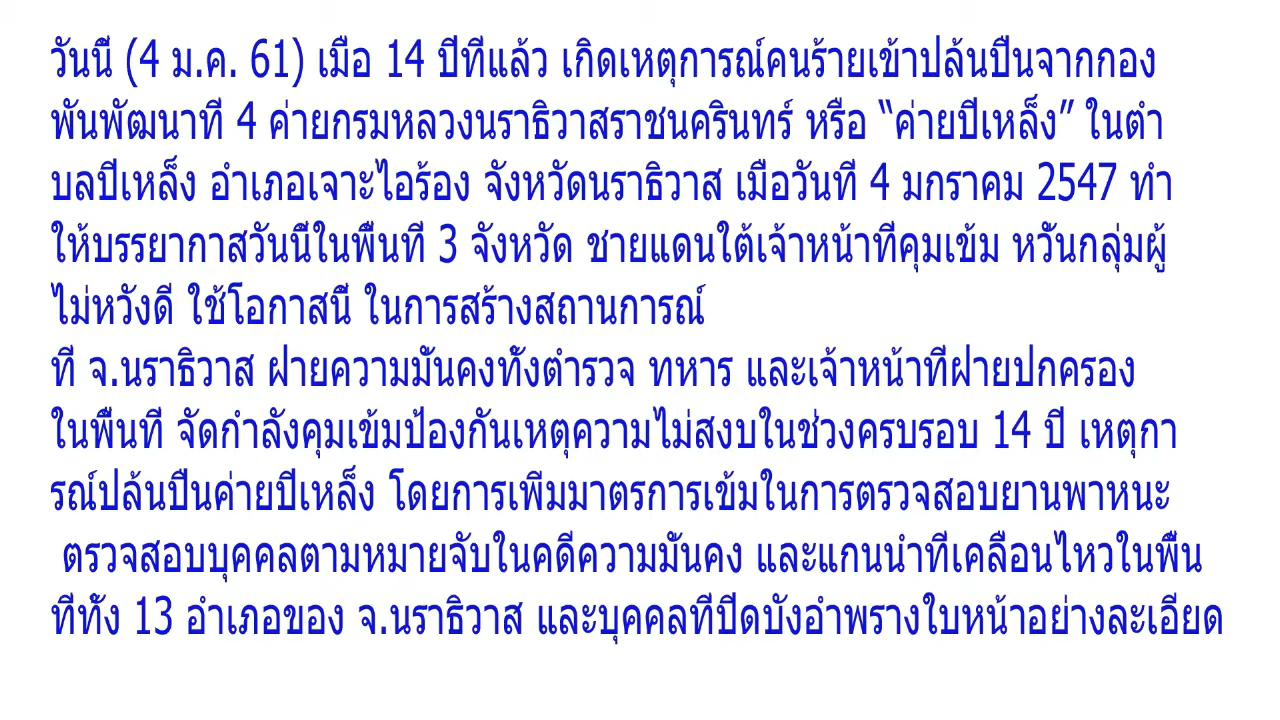 วันนี้ (4 ม.ค. 61) เมื่อ 14 ปีที่แล้ว เกิดเหตุการณ์คนร้ายเข้าปล้นปืนจากกอง
พันพัฒนาที่ 4 ค่ายกรมหลวงนราธิวาสราชนครินทร์ หรือ “ค่ายปิเหล็ง” ในตำ
บลปิเหล็ง อำเภอเจาะไอร้อง จังหวัดนราธิวาส เมื่อวันที่ 4 มกราคม 2547 ทำ
ให้บรรยากาสวันนี้ในพื้นที่ 3 จังหวัด ชายแดนใต้เจ้าหน้าที่คุมเข้ม หวั่นกลุ่มผู้
ไม่หวังดี ใช้โอกาสนี้ ในการสร้างสถานการณ์
ที่ จ.นราธิวาส ฝ่ายความมั่นคงทั้งตำรวจ ทหาร และเจ้าหน้าที่ฝ่ายปกครอง
ในพื้นที่ จัดกำลังคุมเข้มป้องกันเหตุความไม่สงบในช่วงครบรอบ 14 ปี เหตุกา
รณ์ปล้นปืนค่ายปิเหล็ง โดยการเพิ่มมาตรการเข้มในการตรวจสอบยานพาหนะ
ตรวจสอบบุคคลตามหมายจับในคดีความมั่นคง และแกนนำที่เคลื่อนไหวในพื้น
ที่ทั้ง 13 อำเภอของ จ.นราธิวาส และบุคคลที่ปิดบังอำพรางใบหน้าอย่างละเอียด